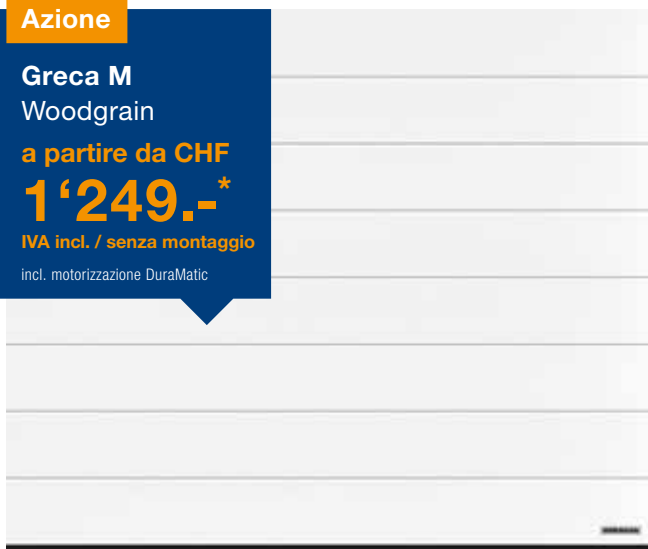 Azione
Greca M
Woodgrain
a partire da CHF
1‘249.-*
IVA incl. / senza montaggio
incl. motorizzazione DuraMatic